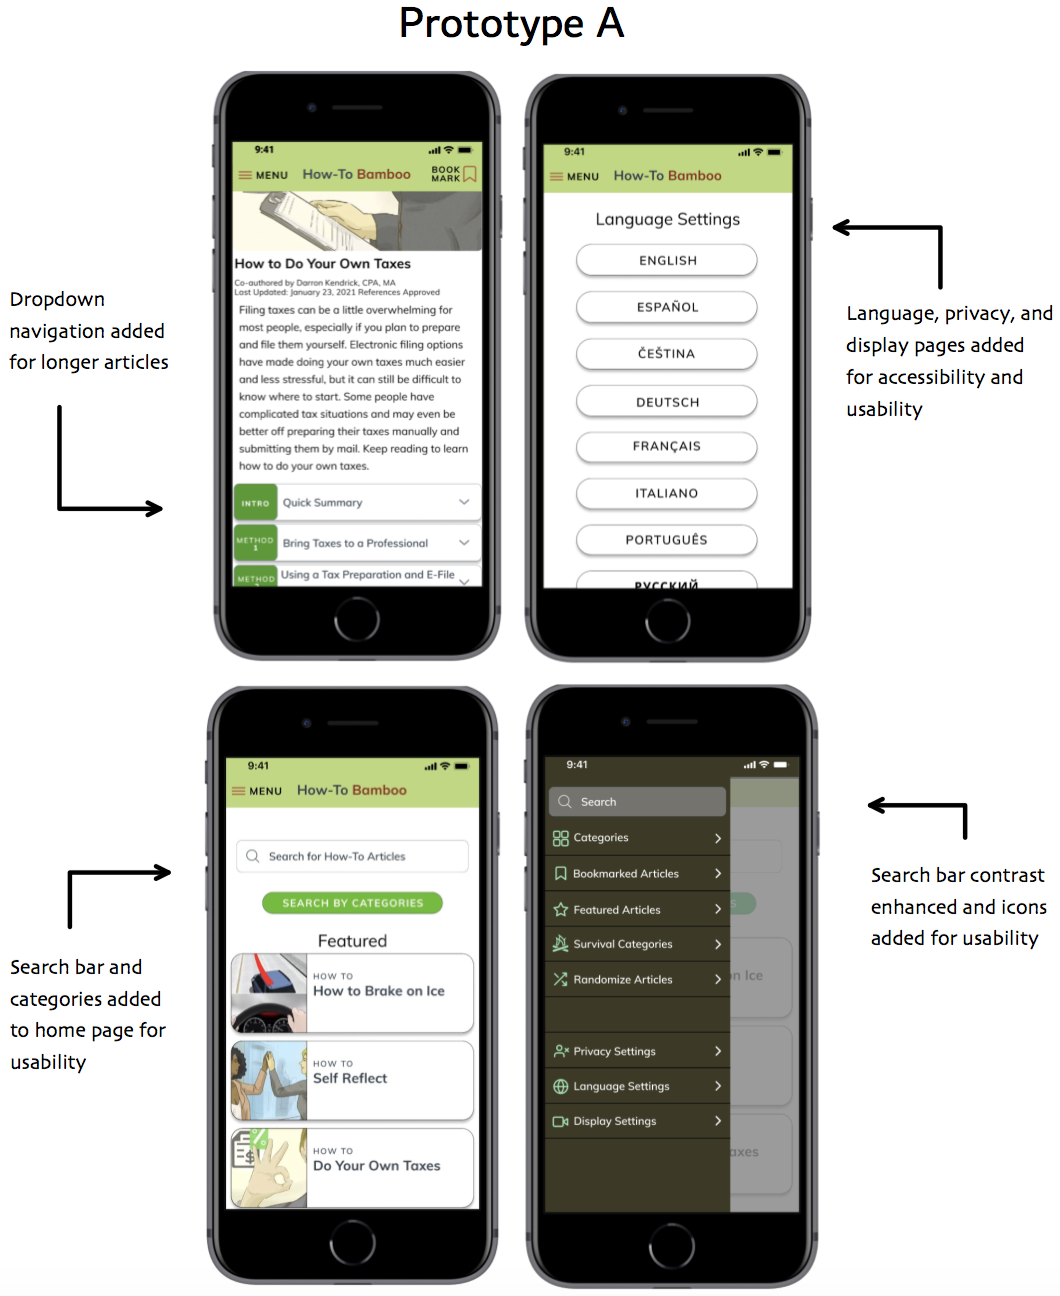 Prototype A
9:41
MENU How-To Bamboo BOOK MARK
How to Do Your Own Taxes
Co-authored by Darron Kendrick, CPA, MA
Last Updated: January 23, 2021 References Approved
Filing taxes can be a little overwhelming for
most people, especially if you plan to prepare
and file them yourself. Electronic filing options
have made doing your own taxes much easier
and less stressful, but it can still be difficult to
know where to start. Some people have
complicated tax situations and may even be
better off preparing their taxes manually and
submitting them by mail. Keep reading to learn
how to do your own taxes.
INTRO Quick Summary
METHOD 1 Bring Taxes to a Professional
METHOD Using a Tax Preparation and E-File
9:41
MENU How-To Bamboo
Language Settings
ENGLISH
ESPAÑOL
ČEŠTINA
DEUTSCH
FRANÇAIS
ITALIANO
PORTUGUÊS
РУССКИЙ
Dropdown
navigation added
for longer articles
Language, privacy, and
display pages added
for accessibility and
usability
9:41
MENU How-To Bamboo
Search for How-To Articles
SEARCH BY CATEGORIES
Featured
HOW TO
How to Brake on Ice
HOW TO
Self Reflect
HOW TO
Do Your Own Taxes
9:41
Search
Categories
Bookmarked Articles
Featured Articles
Survival Categories
Randomize Articles
Privacy Settings
Language Settings
Display Settings
S
n Ice
axes
Search bar and
categories added
to home page for
usability
Search bar contrast
enhanced and icons
added for usability